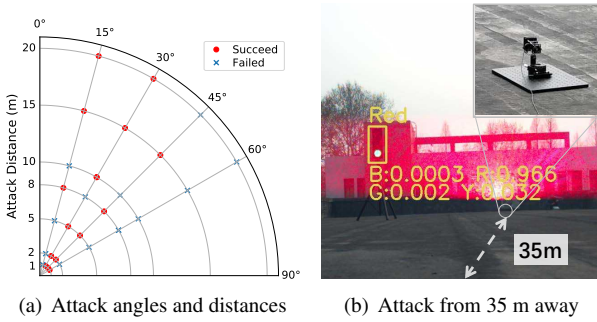 0°
15°
30°
45°
60°
90°
20
15
10
8
5
2
1
Attack Distance (m)
Succeed
Failed
(a) Attack angles and distances
Red
B:0.0003 R:0.966
G:0.002 Y:0.032
35m
(b) Attack from 35 m away